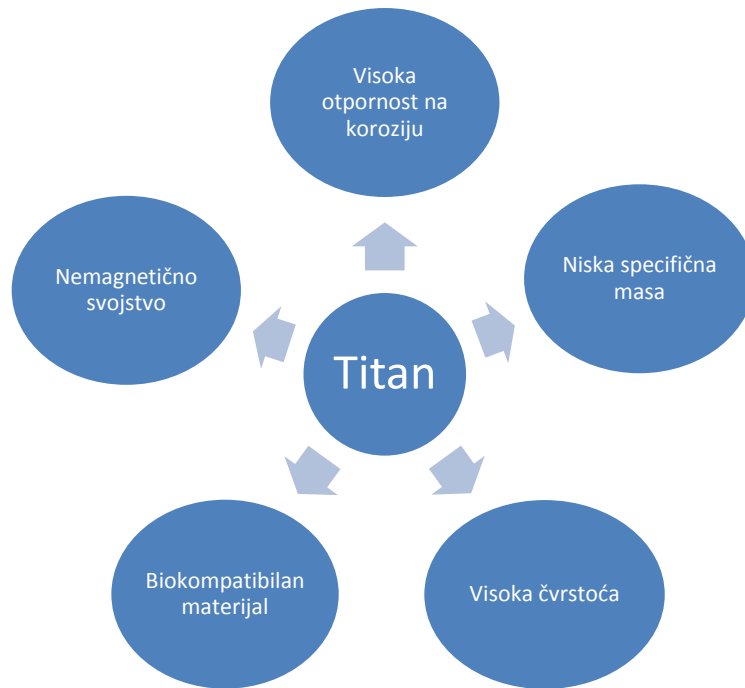 Visoka
otpornost na
koroziju
Nemagnetično
svojstvo
Niska specifična
masa
Titan
Biokompatibilan
materijal
Visoka čvrstoća